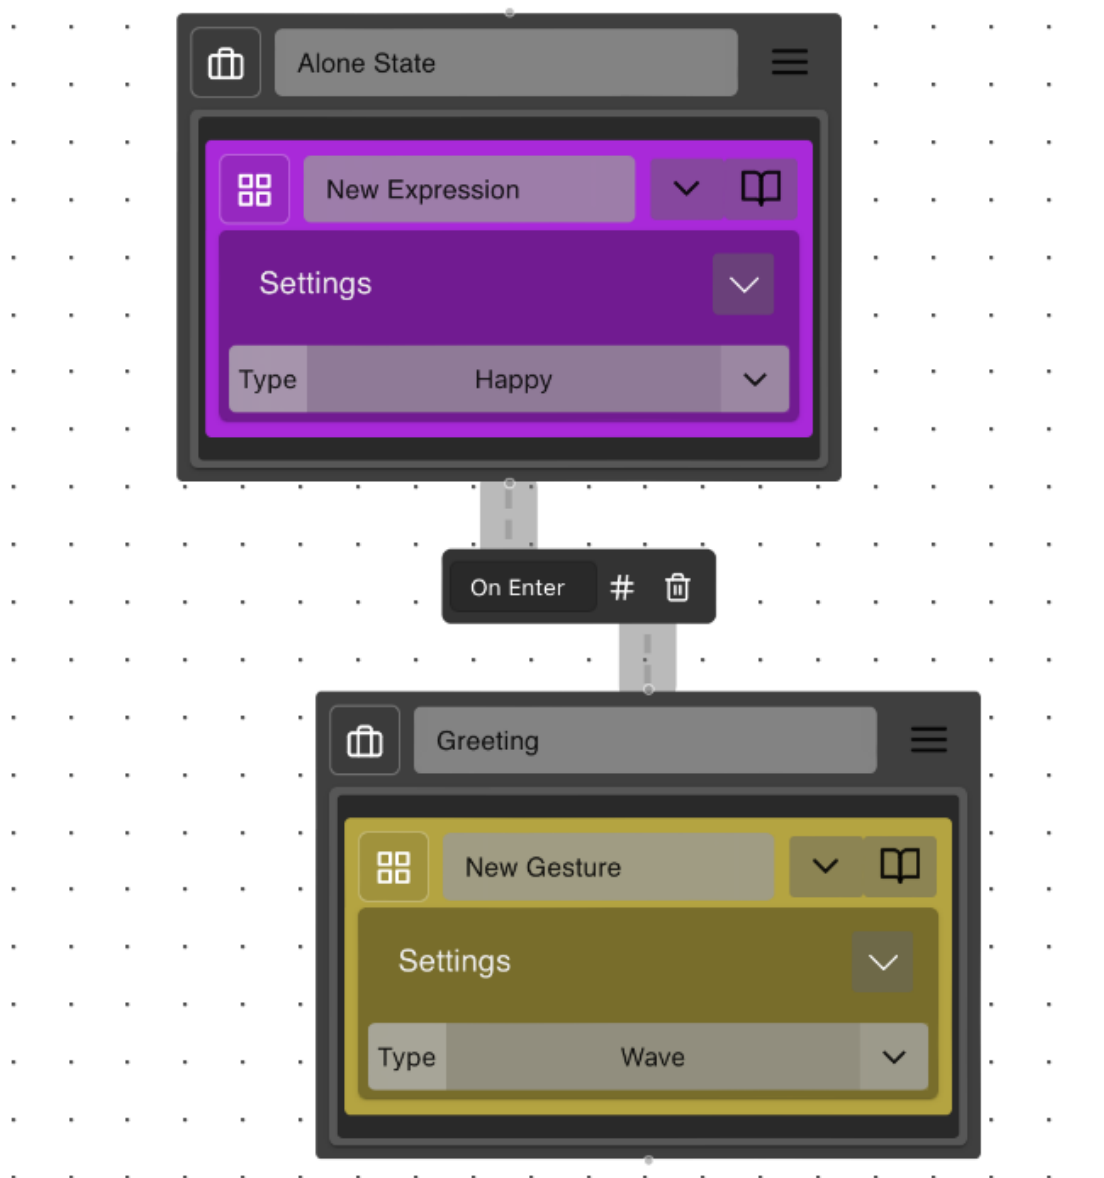 Alone State
New Expression
Settings
Type Happy
On Enter #
Greeting
New Gesture
Settings
Type Wave